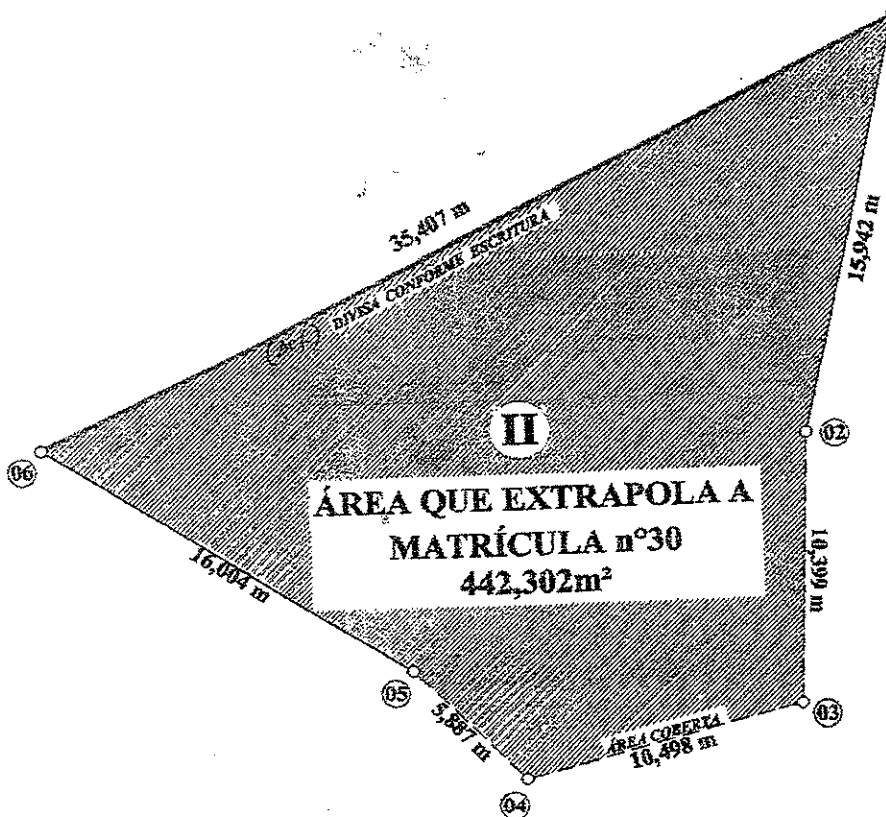 35,407 m
DIVISA CONFORME ESCRITURA
15,942 m
II
02
06
ÁREA QUE EXTRAPOLA A
MATRÍCULA n°30
442,302m²
10,399 m
16,004 m
05
03
5,887 m
ÁREA COBERTA
10,498 m
04